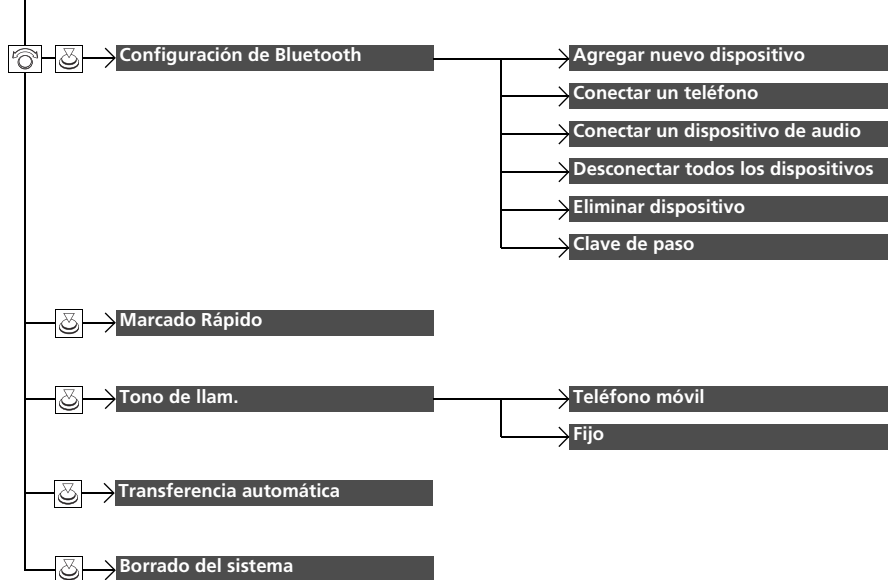 Configuración de Bluetooth
Agregar nuevo dispositivo
Conectar un teléfono
Conectar un dispositivo de audio
Desconectar todos los dispositivos
Eliminar dispositivo
Clave de paso
Marcado Rápido
Tono de llam.
Teléfono móvil
Fijo
Transferencia automática
Borrado del sistema